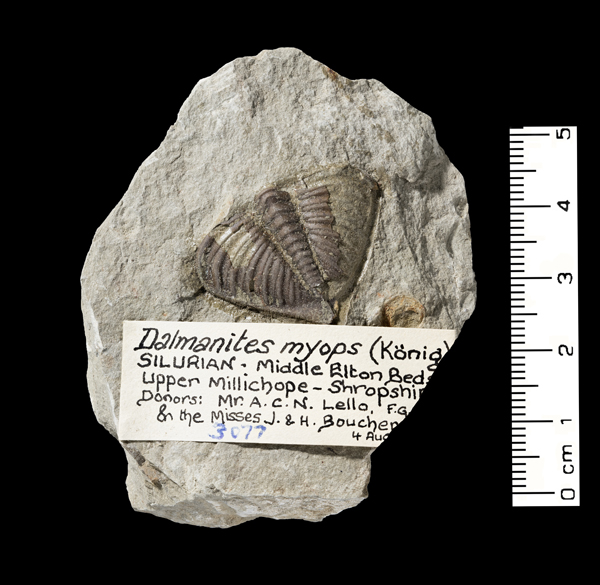 Dalmanites myops (König)
SILURIAN - Middle Elton Beds
Upper Millichope - Shropshir
Donors: Mr. A. C. N. Lello, F.G.
& the Misses J. & H. Boucher
3077 4 Aug
5
4
3
2
1
0 cm